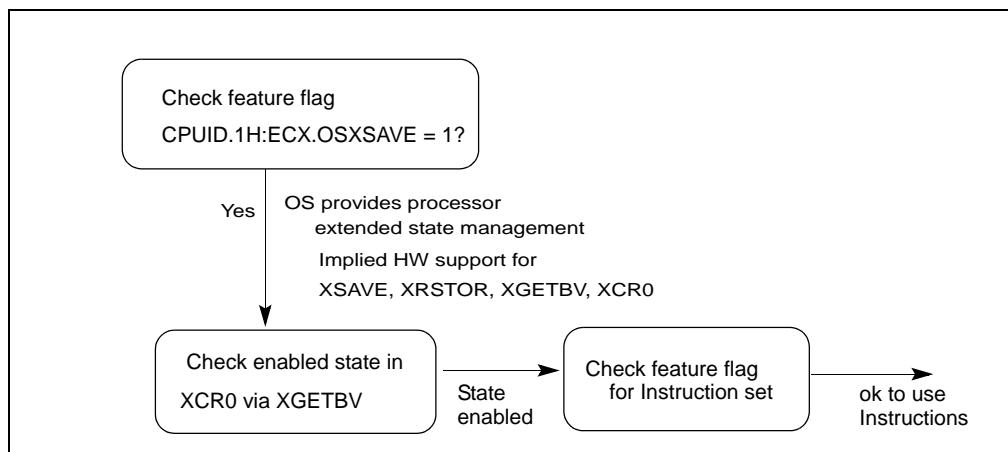 Check feature flag
CPUID.1H:ECX.OSXSAVE = 1?
Yes
OS provides processor
extended state management
Implied HW support for
XSAVE, XRSTOR, XGETBV, XCR0
Check enabled state in
XCR0 via XGETBV
State
enabled
Check feature flag
for Instruction set
ok to use
Instructions